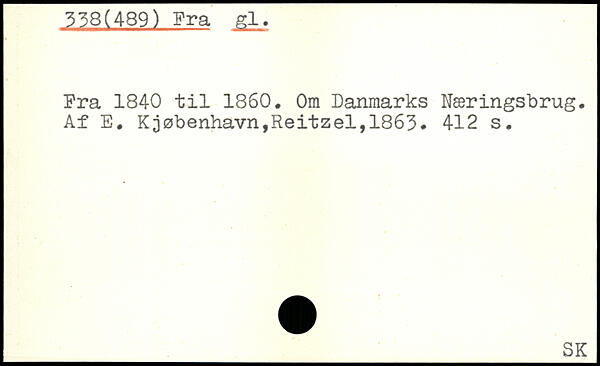 338(489) Fra gl.
Fra 1840 til 1860. Om Danmarks Næringsbrug.
Af E. Kjøbenhavn,Reitzel,1863. 412 s.
SK